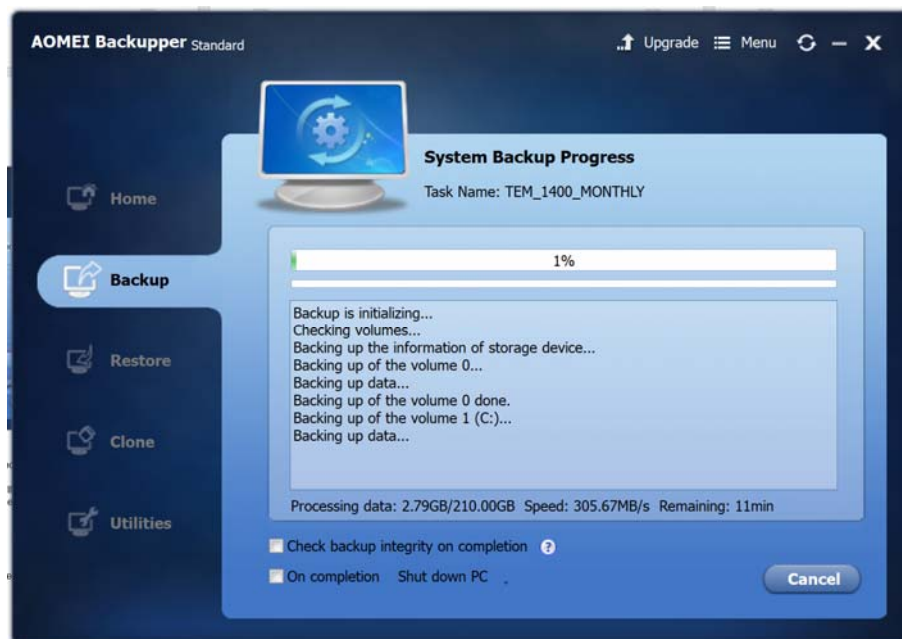 AOMEI Backupper Standard
Upgrade Menu
System Backup Progress
Task Name: TEM_1400_MONTHLY
Home
1%
Backup
Backup is initializing...
Checking volumes...
Backing up the information of storage device...
Backing up of the volume 0...
Backing up data...
Backing up of the volume 0 done.
Backing up of the volume 1 (C:)...
Backing up data...
Restore
Clone
Processing data: 2.79GB/210.00GB Speed: 305.67MB/s Remaining: 11min
Utilities
Check backup integrity on completion ?
On completion Shut down PC .
Cancel